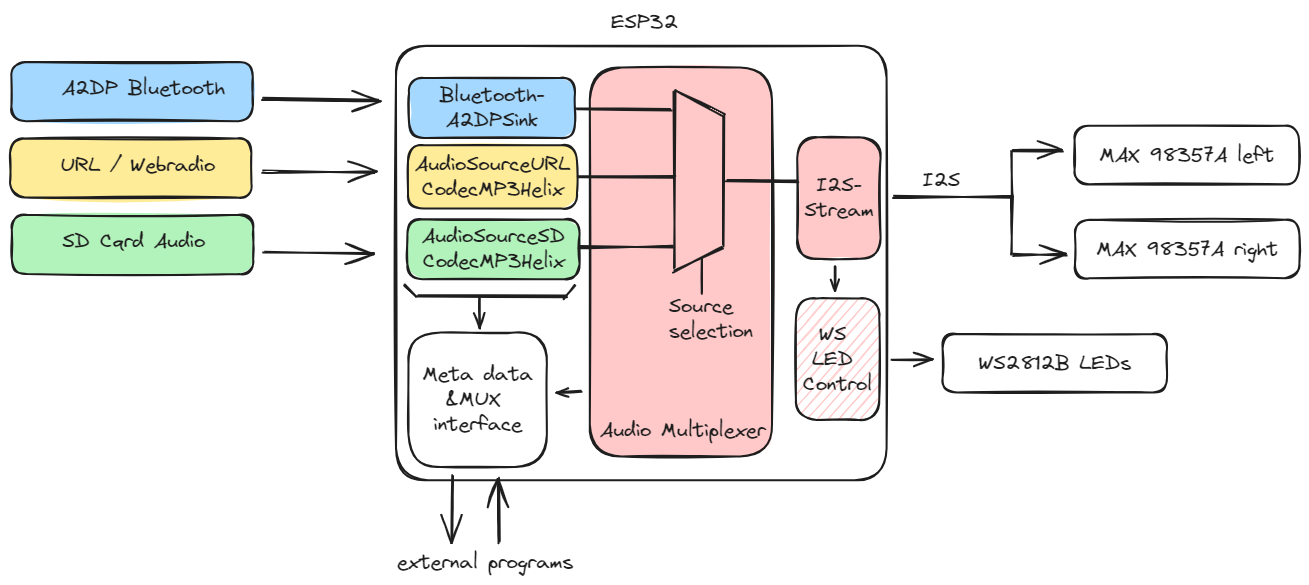 ESP32
A2DP Bluetooth
URL / Webradio
SD Card Audio
Bluetooth-
A2DPSink
AudioSourceURL
CodecMP3Helix
AudioSourceSD
CodecMP3Helix
Meta data
&MUX
interface
Source
selection
Audio Multiplexer
I2S-
Stream
WS
LED
Control
I2S
MAX 98357A left
MAX 98357A right
WS2812B LEDs
external programs